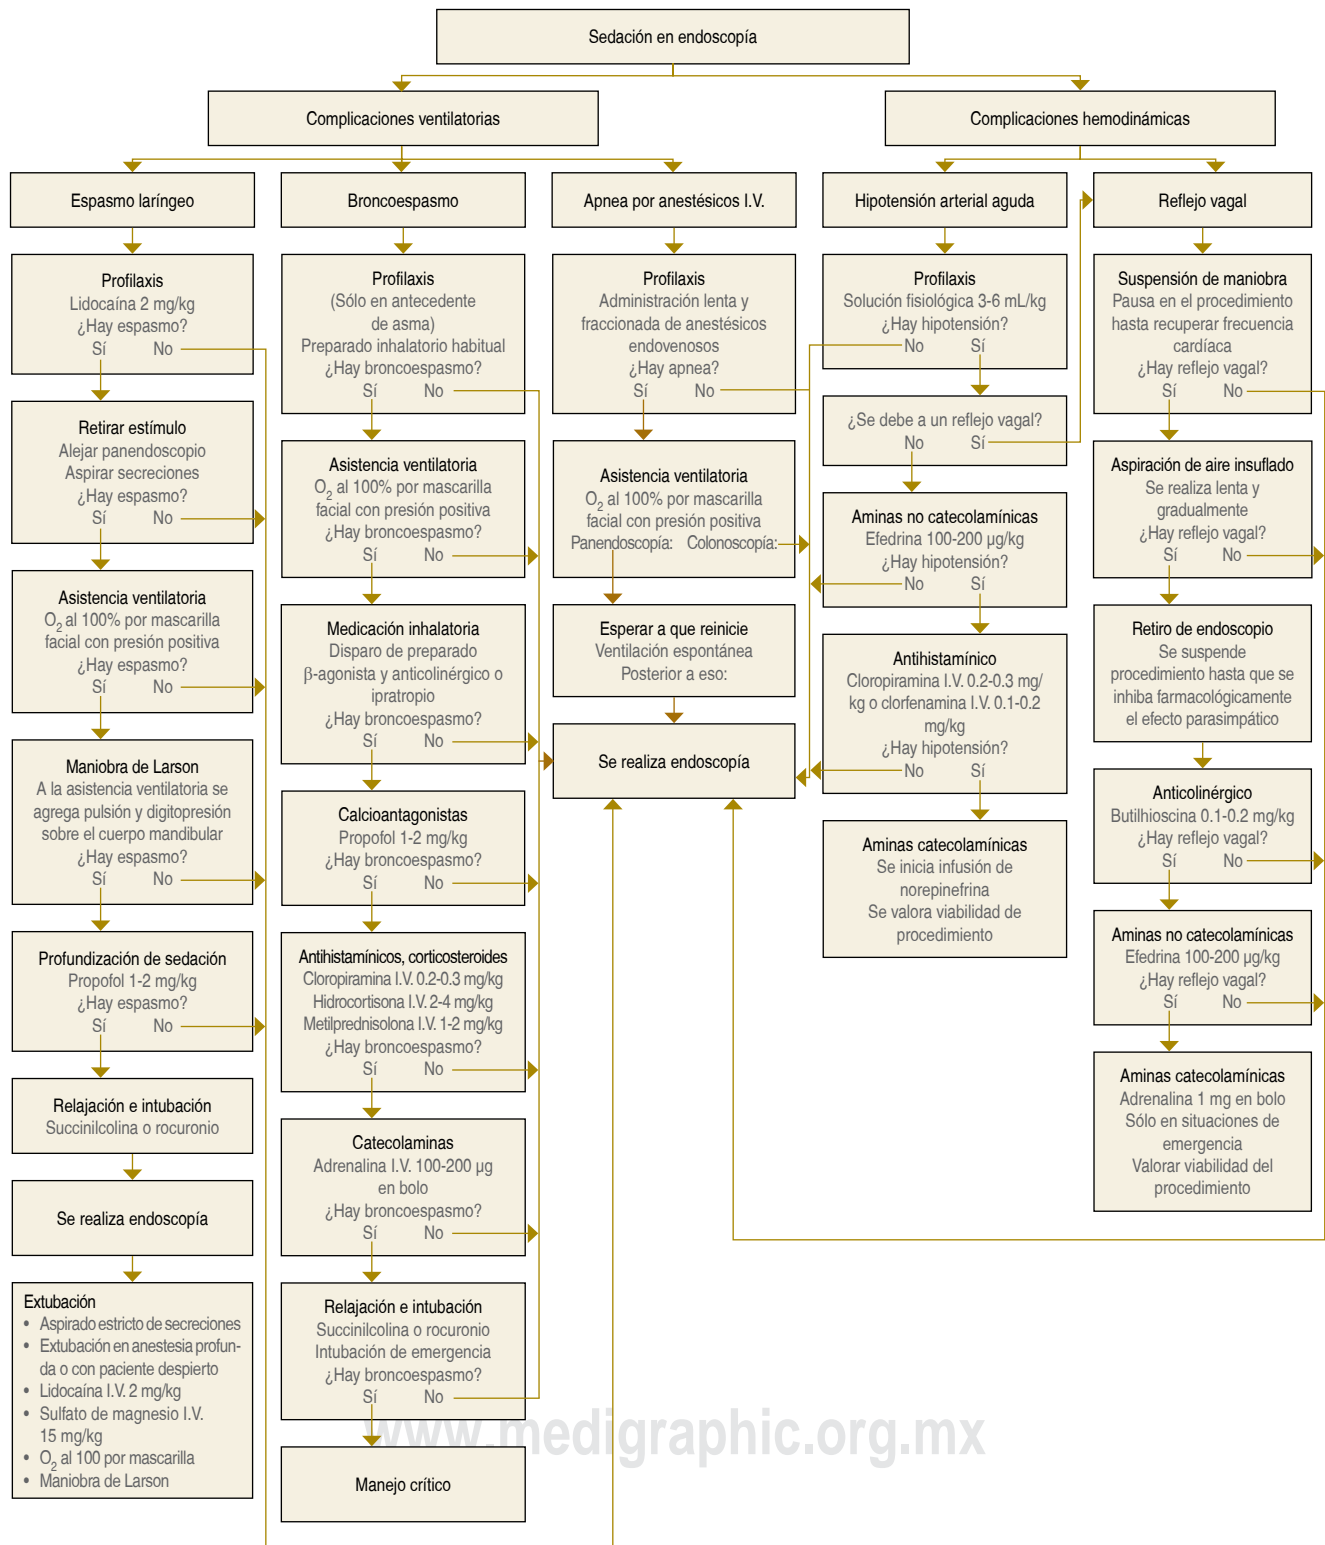 Sedación en endoscopía
Complicaciones ventilatorias
Complicaciones hemodinámicas
Espasmo laríngeo
Broncoespasmo
Apnea por anestésicos I.V.
Hipotensión arterial aguda
Reflejo vagal
Profilaxis
Lidocaína 2 mg/kg
¿Hay espasmo?
Sí No
Retirar estímulo
Alejar panendoscopio
Aspirar secreciones
¿Hay espasmo?
Sí No
Asistencia ventilatoria
O2 al 100% por mascarilla
facial con presión positiva
¿Hay espasmo?
Sí No
Maniobra de Larson
A la asistencia ventilatoria se
agrega pulsión y digitopresión
sobre el cuerpo mandibular
¿Hay espasmo?
Sí No
Profundización de sedación
Propofol 1-2 mg/kg
¿Hay espasmo?
Sí No
Relajación e intubación
Succinilcolina o rocuronio
Se realiza endoscopía
Extubación
• Aspirado estricto de secreciones
• Extubación en anestesia profun-
da o con paciente despierto
• Lidocaína I.V. 2 mg/kg
• Sulfato de magnesio I.V.
15 mg/kg
• O2 al 100 por mascarilla
• Maniobra de Larson
Profilaxis
(Sólo en antecedente
de asma)
Preparado inhalatorio habitual
¿Hay broncoespasmo?
Sí No
Asistencia ventilatoria
O2 al 100% por mascarilla
facial con presión positiva
¿Hay broncoespasmo?
Sí No
Medicación inhalatoria
Disparo de preparado
β-agonista y anticolinérgico o
ipratropio
¿Hay broncoespasmo?
Sí No
Calcioantagonistas
Propofol 1-2 mg/kg
¿Hay broncoespasmo?
Sí No
Antihistamínicos, corticosteroides
Cloropiramina I.V. 0.2-0.3 mg/kg
Hidrocortisona I.V. 2-4 mg/kg
Metilprednisolona I.V. 1-2 mg/kg
¿Hay broncoespasmo?
Sí No
Catecolaminas
Adrenalina I.V. 100-200 µg
en bolo
¿Hay broncoespasmo?
Sí No
Relajación e intubación
Succinilcolina o rocuronio
Intubación de emergencia
¿Hay broncoespasmo?
Sí No
Manejo crítico
Profilaxis
Administración lenta y
fraccionada de anestésicos
endovenosos
¿Hay apnea?
Sí No
Asistencia ventilatoria
O2 al 100% por mascarilla
facial con presión positiva
Panendoscopía: Colonoscopía:
Esperar a que reinicie
Ventilación espontánea
Posterior a eso:
Se realiza endoscopía
Profilaxis
Solución fisiológica 3-6 mL/kg
¿Hay hipotensión?
No Sí
¿Se debe a un reflejo vagal?
No Sí
Aminas no catecolamínicas
Efedrina 100-200 µg/kg
¿Hay hipotensión?
No Sí
Antihistamínico
Cloropiramina I.V. 0.2-0.3 mg/
kg o clorfenamina I.V. 0.1-0.2
mg/kg
¿Hay hipotensión?
No Sí
Aminas catecolamínicas
Se inicia infusión de
norepinefrina
Se valora viabilidad de
procedimiento
Suspensión de maniobra
Pausa en el procedimiento
hasta recuperar frecuencia
cardíaca
¿Hay reflejo vagal?
Sí No
Aspiración de aire insuflado
Se realiza lenta y
gradualmente
¿Hay reflejo vagal?
Sí No
Retiro de endoscopio
Se suspende
procedimiento hasta que se
inhiba farmacológicamente
el efecto parasimpático
Anticolinérgico
Butilhioscina 0.1-0.2 mg/kg
¿Hay reflejo vagal?
Sí No
Aminas no catecolamínicas
Efedrina 100-200 µg/kg
¿Hay reflejo vagal?
Sí No
Aminas catecolamínicas
Adrenalina 1 mg en bolo
Sólo en situaciones de
emergencia
Valorar viabilidad del
procedimiento
www.medigraphic.org.mx